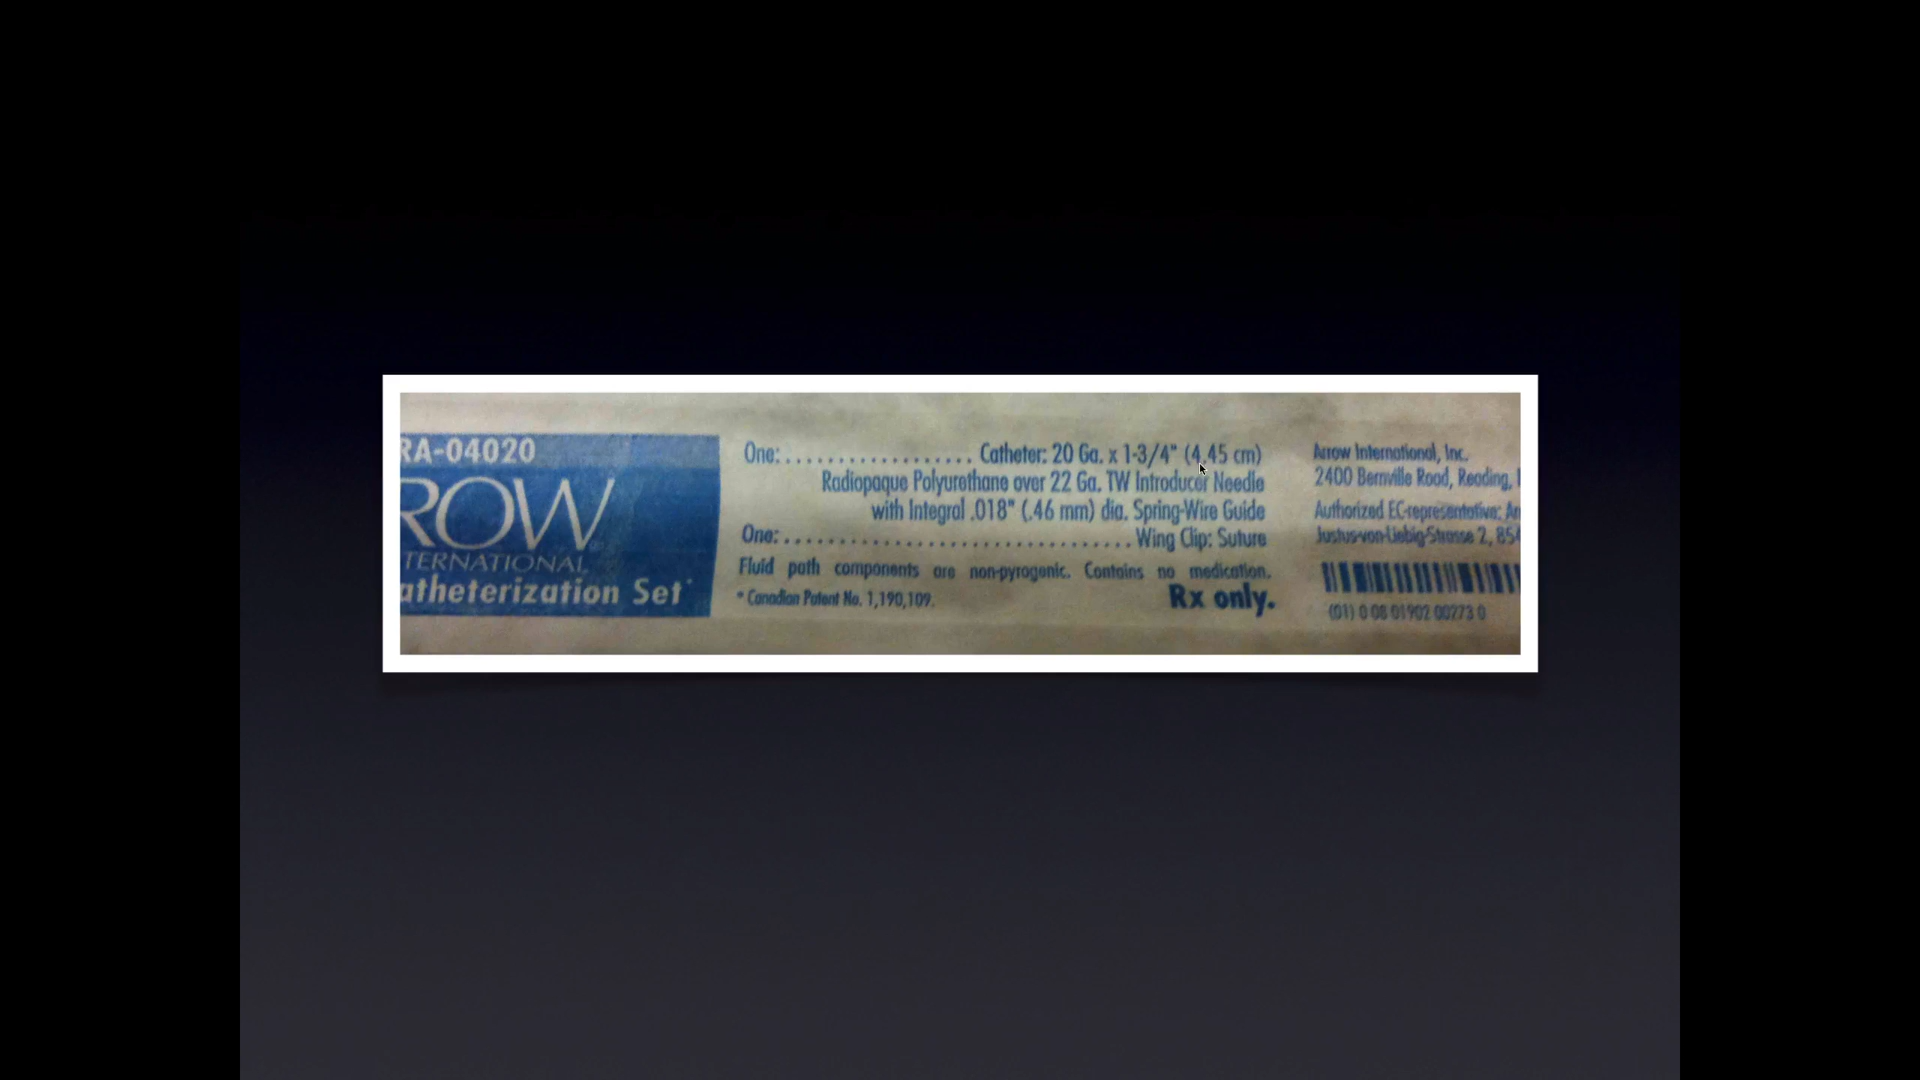 RA-04020
ROW
TERNATIONAL
atheterization Set*
One:................... Catheter: 20 Ga. x 1-3/4" (4.45 cm)
Radiopaque Polyurethane over 22 Ga. TW Introducer Needle
with Integral .018" (.46 mm) dia. Spring-Wire Guide
One:................................... Wing Clip: Suture
Fluid path components are non-pyrogenic. Contains no medication.
* Canadian Patent No. 1,190,109.
Rx only.
Arrow International, Inc.
2400 Bernville Road, Reading,
Authorized EC-representative: Ar
Justus-von-Liebig-Strasse 2, 854
(01) 0 08 01902 00273 0